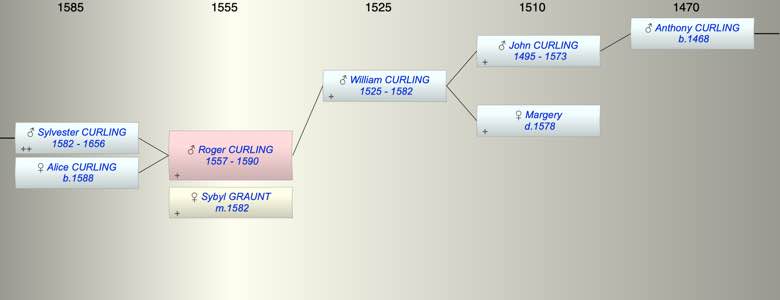 1585 1555 1525 1510 1470
♂ Anthony CURLING
b.1468
♂ John CURLING
1495 - 1573
+
♂ William CURLING
1525 - 1582
+
♀ Margery
d.1578
+
♂ Sylvester CURLING
1582 - 1656
++
♀ Alice CURLING
b.1588
♂ Roger CURLING
1557 - 1590
+
♀ Sybyl GRAUNT
m.1582
+